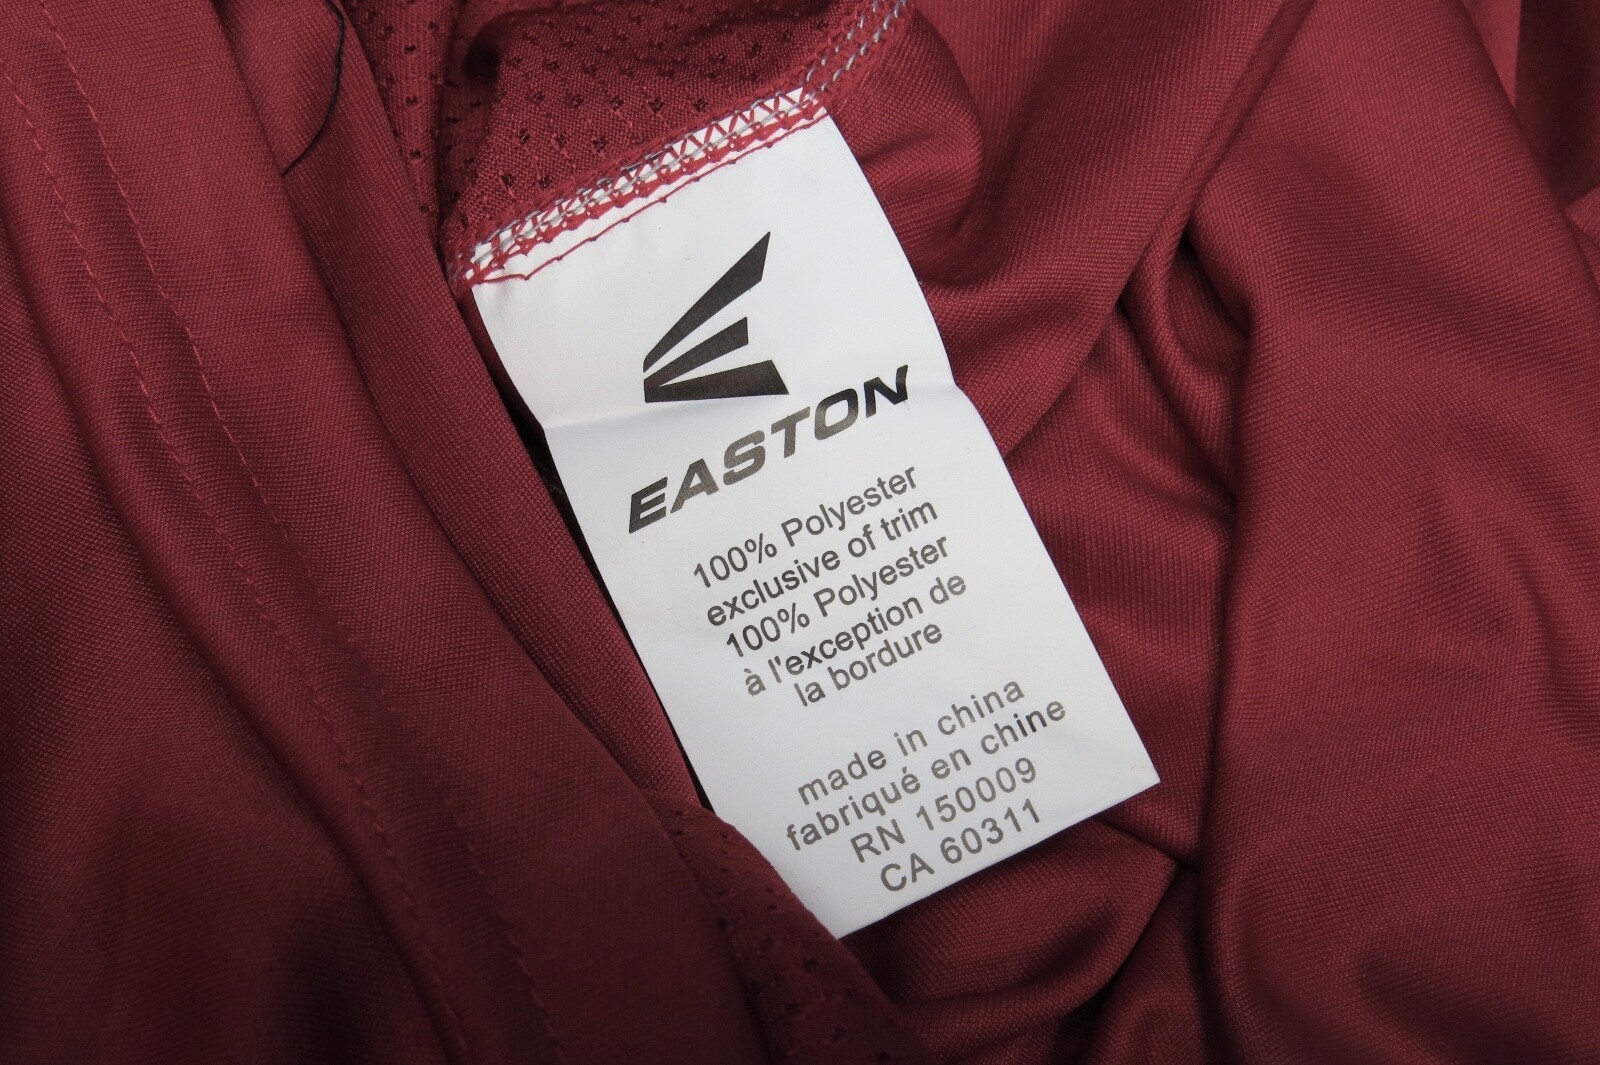 EASTON
100% Polyester
exclusive of trim
100% Polyester
à l'exception de
la bordure
made in china
fabriqué en chine
RN 150009
CA 60311